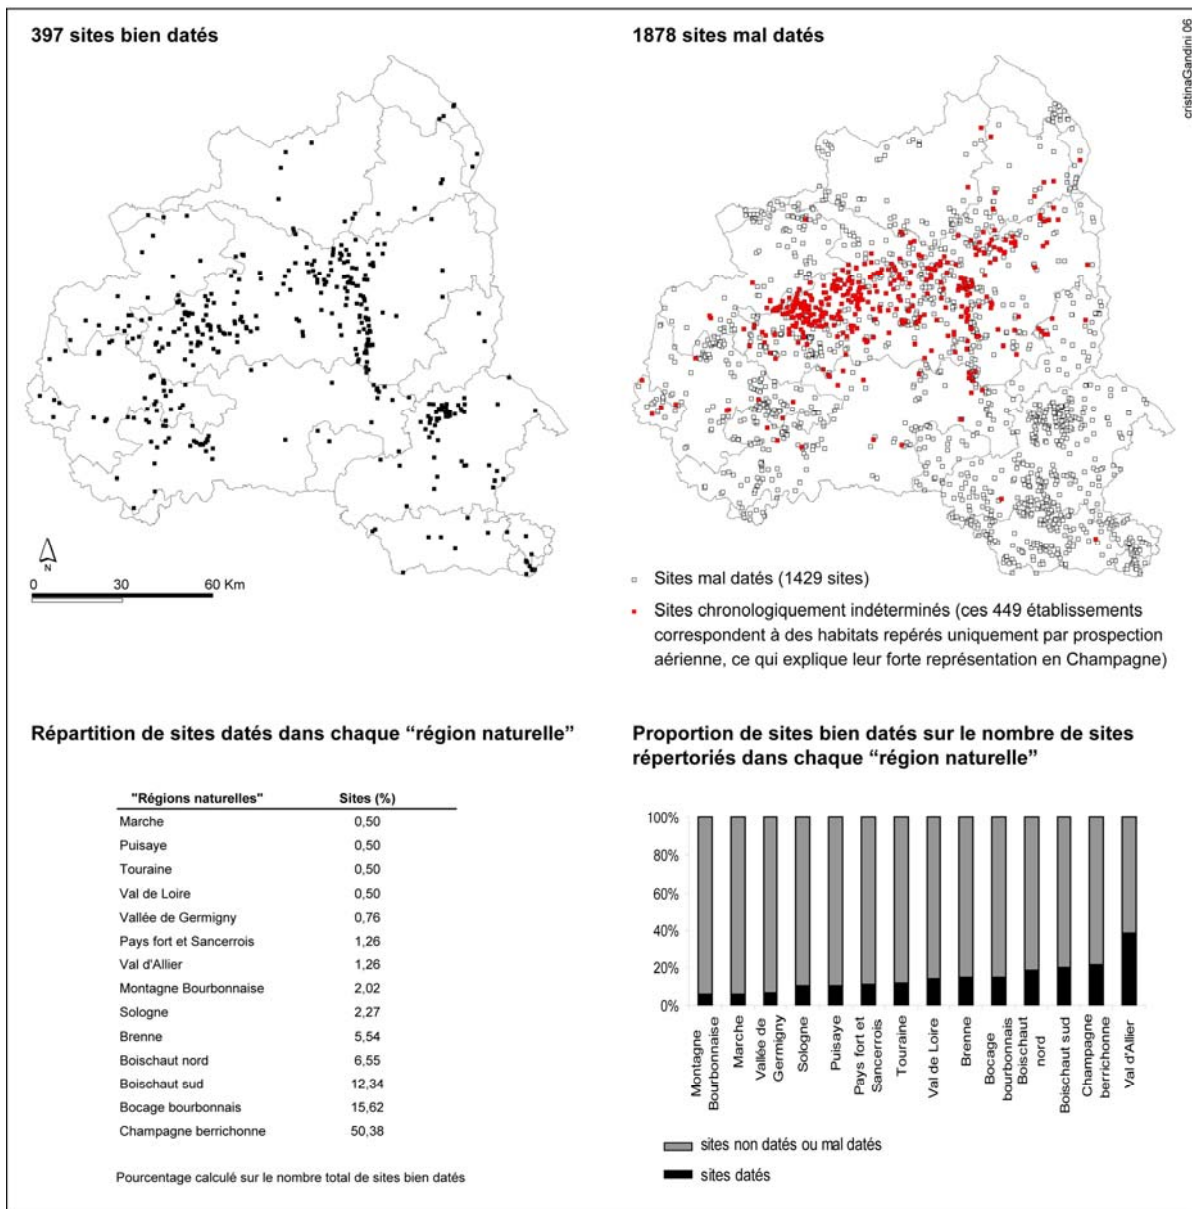 397 sites bien datés
1878 sites mal datés
cristinaGandini 06
N
0 30 60 Km
Sites mal datés (1429 sites)
Sites chronologiquement indéterminés (ces 449 établissements
correspondent à des habitats repérés uniquement par prospection
aérienne, ce qui explique leur forte représentation en Champagne)
Répartition de sites datés dans chaque “région naturelle”
"Régions naturelles" Sites (%)
Marche 0,50
Puisaye 0,50
Touraine 0,50
Val de Loire 0,50
Vallée de Germigny 0,76
Pays fort et Sancerrois 1,26
Val d'Allier 1,26
Montagne Bourbonnaise 2,02
Sologne 2,27
Brenne 5,54
Boischaut nord 6,55
Boischaut sud 12,34
Bocage bourbonnais 15,62
Champagne berrichonne 50,38
Pourcentage calculé sur le nombre total de sites bien datés
Proportion de sites bien datés sur le nombre de sites
répertoriés dans chaque “région naturelle”
100%
80%
60%
40%
20%
0%
Montagne
Bourbonnaise
Marche
Vallée de
Germigny
Sologne
Puisaye
Pays fort et
Sancerrois
Touraine
Val de Loire
Brenne
Bocage
bourbonnais
Boischaut
nord
Boischaut sud
Champagne
berrichonne
Val d'Allier
sites non datés ou mal datés
sites datés